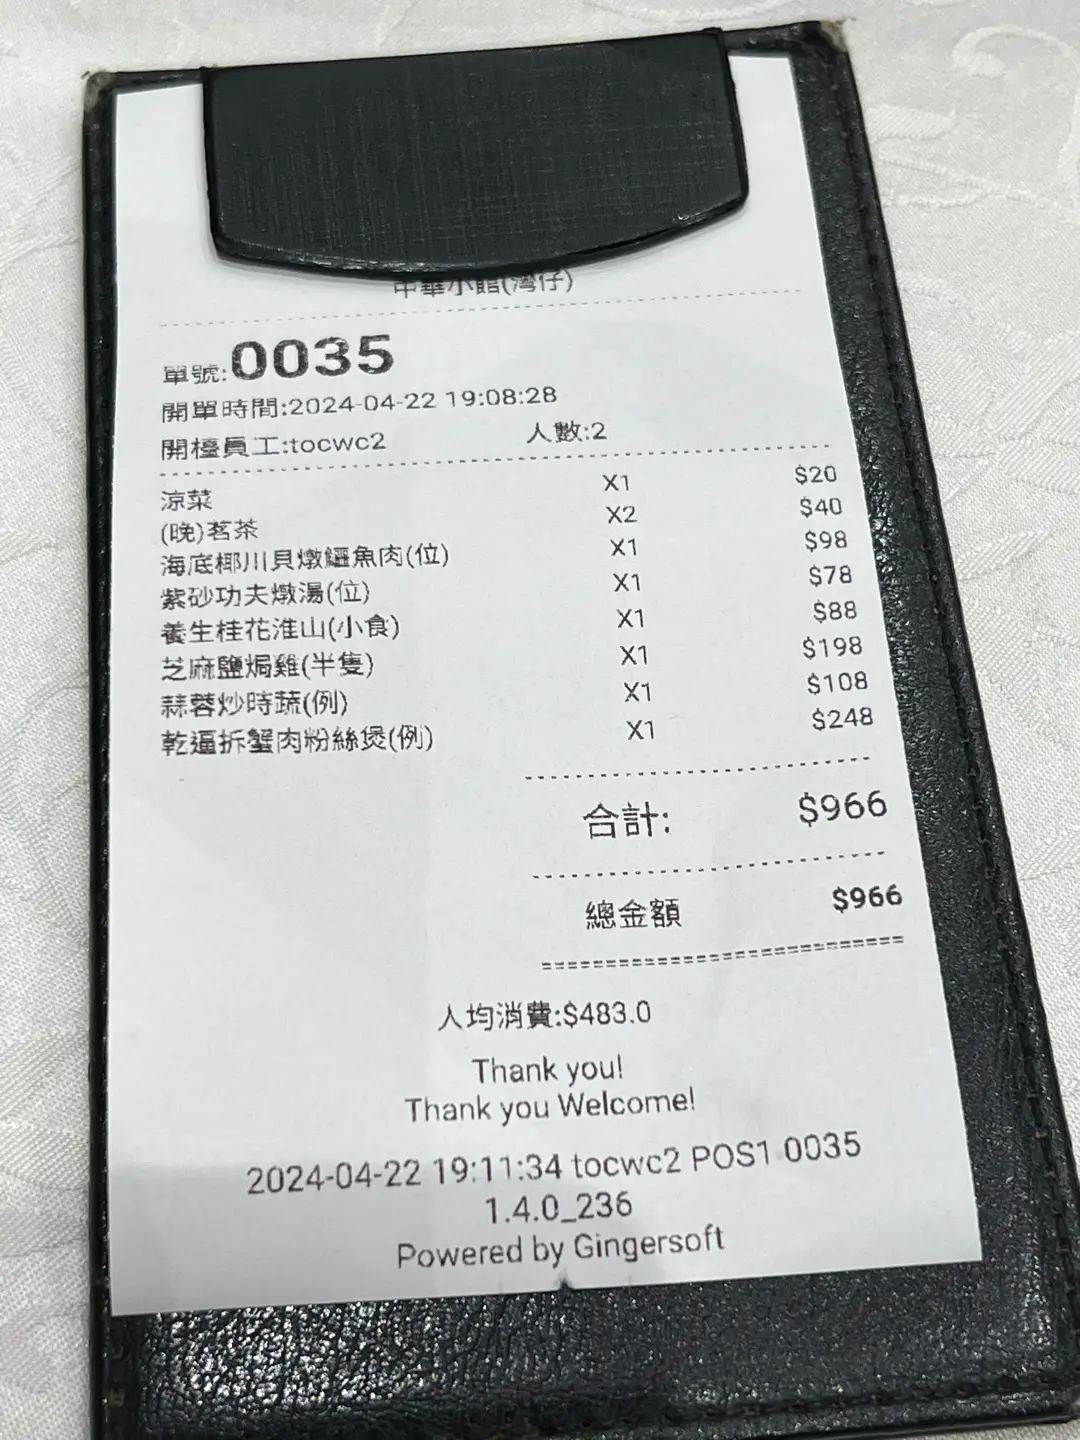 中華小館(灣仔)
單號:0035
開單時間:2024-04-22 19:08:28
開檯員工:tocwc2 人數:2
涼菜 X1 $20
(晚)茗茶 X2 $40
海底椰川貝燉鱷魚肉(位) X1 $98
紫砂功夫燉湯(位) X1 $78
養生桂花淮山(小食) X1 $88
芝麻鹽焗雞(半隻) X1 $198
蒜蓉炒時蔬(例) X1 $108
乾逼拆蟹肉粉絲煲(例) X1 $248
合計: $966
總金額 $966
人均消費:$483.0
Thank you!
Thank you Welcome!
2024-04-22 19:11:34 tocwc2 POS1 0035
1.4.0_236
Powered by Gingersoft